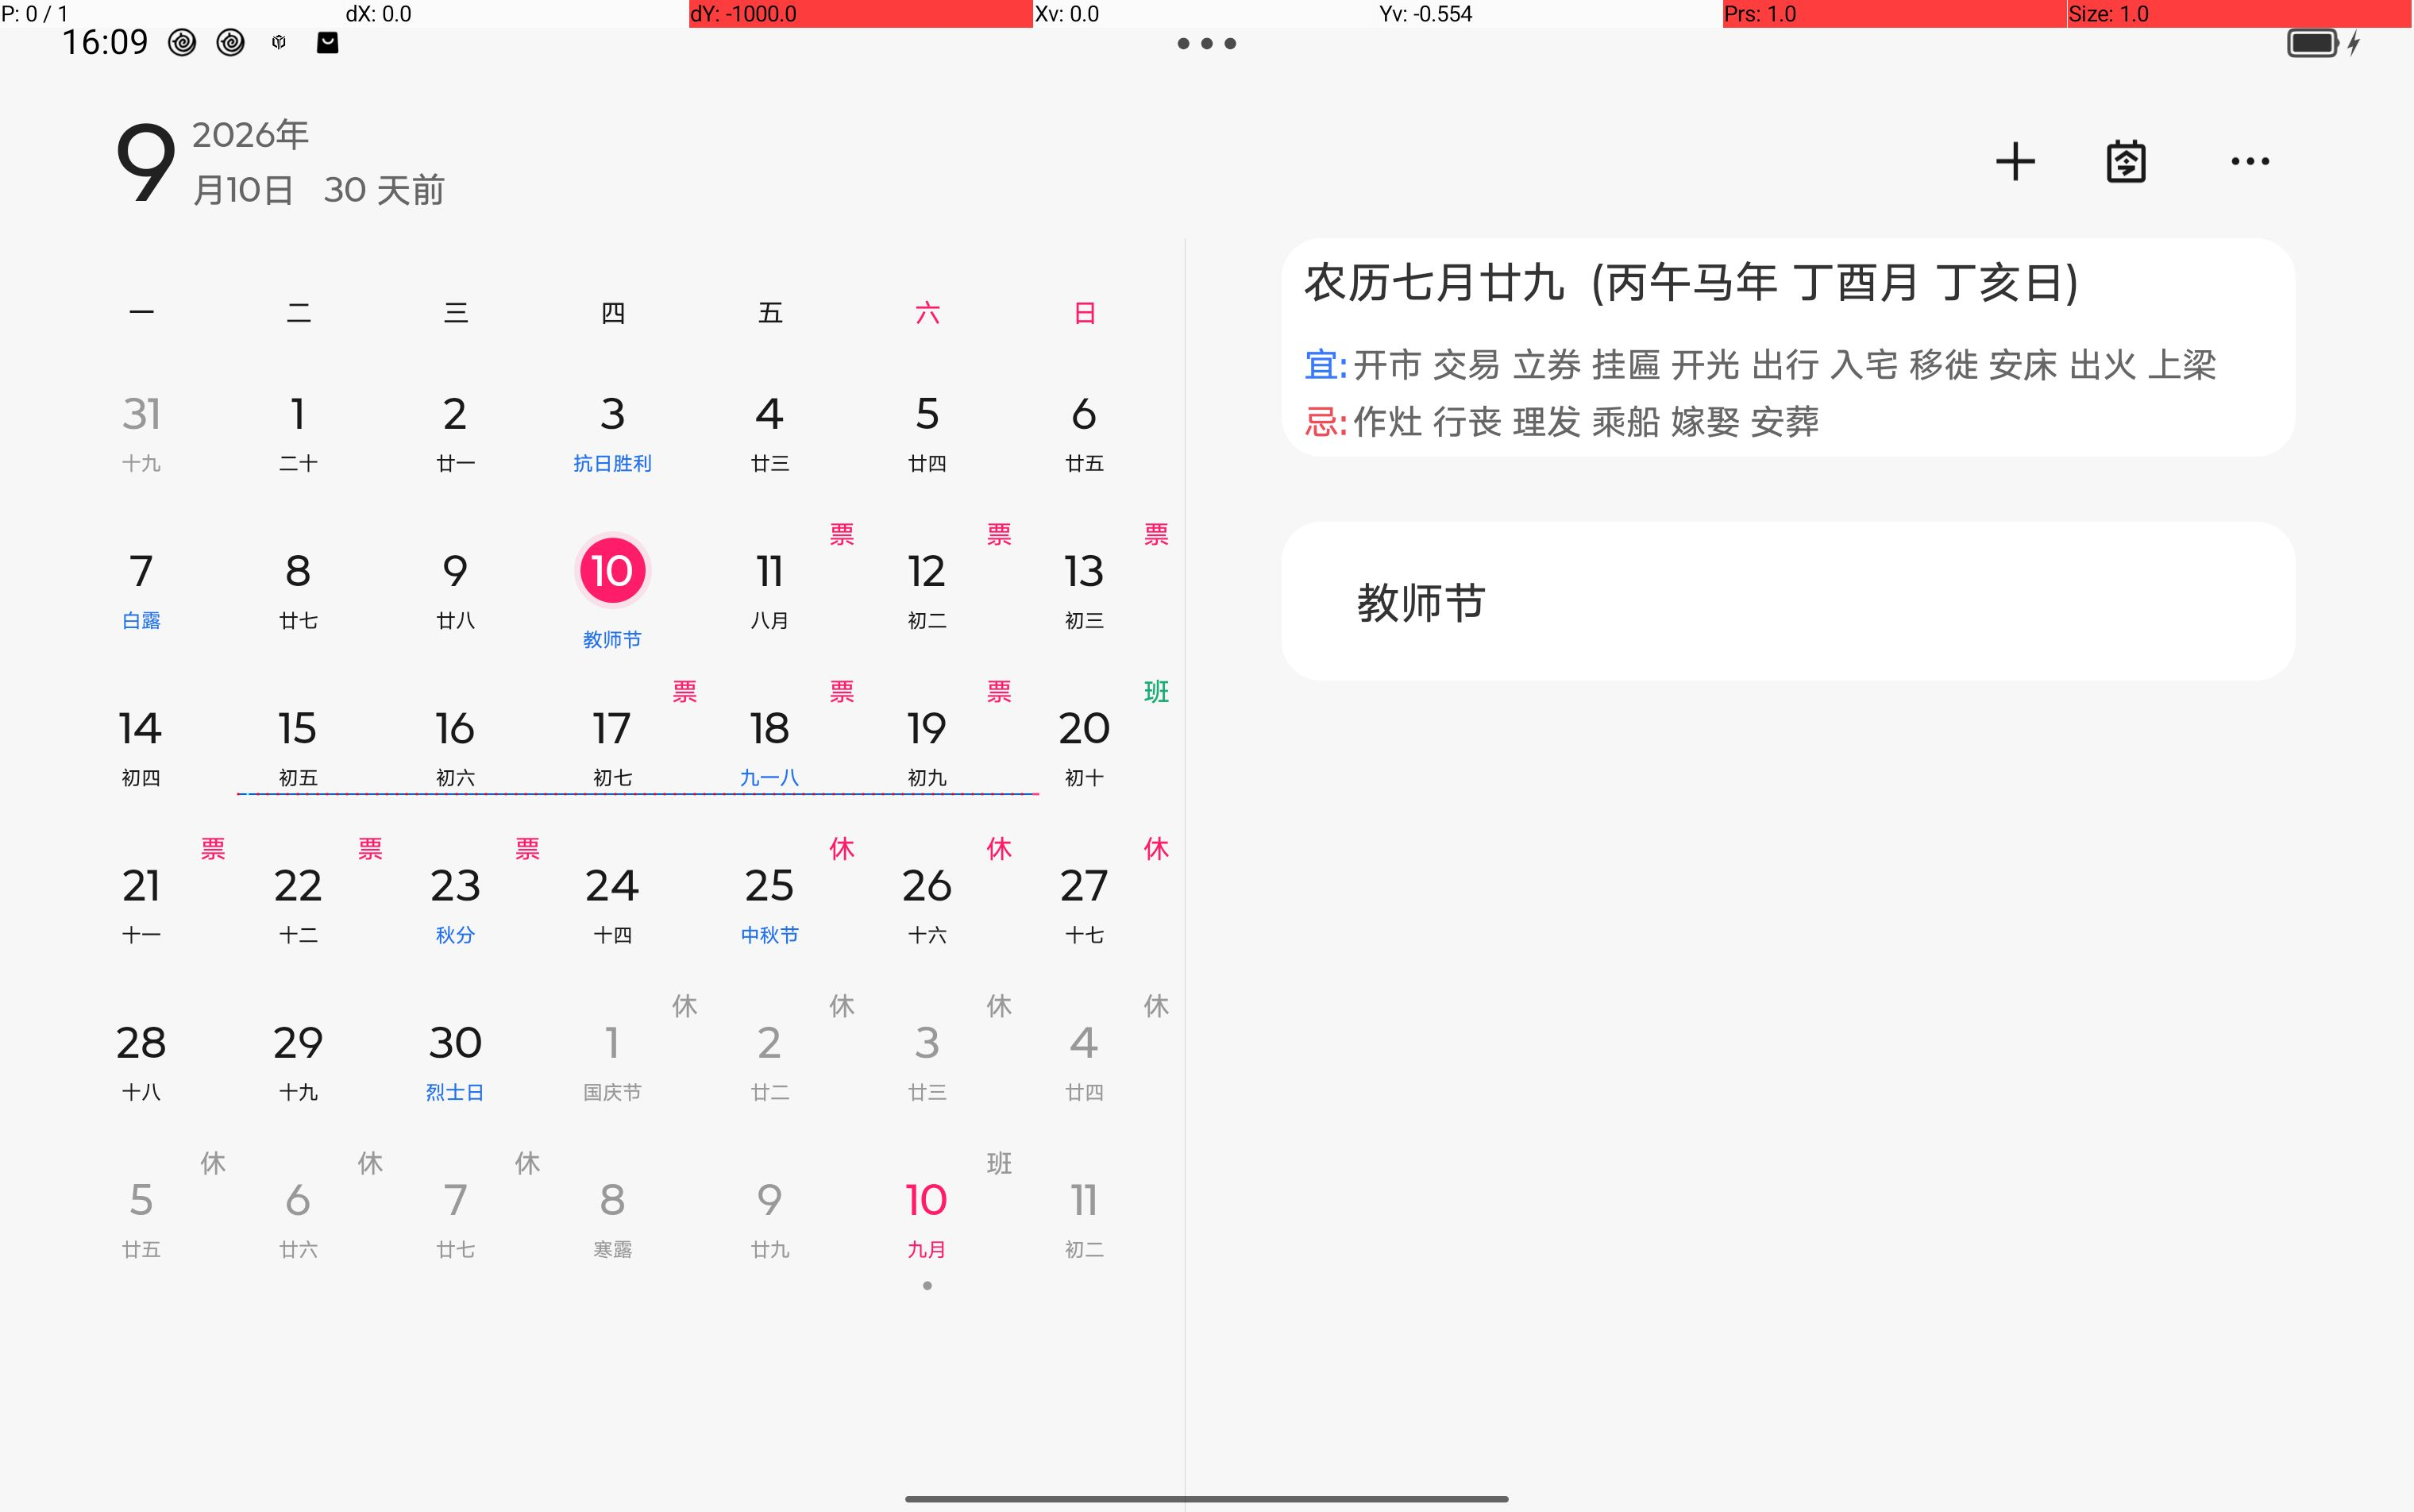 P: 0 / 1 dX: 0.0 dY: -1000.0 Xv: 0.0 Yv: -0.554 Prs: 1.0 Size: 1.0
16:09
9 2026年
月10日 30 天前
一 二 三 四 五 六 日
31 1 2 3 4 5 6
十九 二十 廿一 抗日胜利 廿三 廿四 廿五
票 票 票
7 8 9 10 11 12 13
白露 廿七 廿八 教师节 八月 初二 初三
票 票 票 班
14 15 16 17 18 19 20
初四 初五 初六 初七 九一八 初九 初十
票 票 票 休 休 休
21 22 23 24 25 26 27
十一 十二 秋分 十四 中秋节 十六 十七
休 休 休 休
28 29 30 1 2 3 4
十八 十九 烈士日 国庆节 廿二 廿三 廿四
休 休 休 班
5 6 7 8 9 10 11
廿五 廿六 廿七 寒露 廿九 九月 初二
今
农历七月廿九 (丙午马年 丁酉月 丁亥日)
宜: 开市 交易 立券 挂匾 开光 出行 入宅 移徙 安床 出火 上梁
忌: 作灶 行丧 理发 乘船 嫁娶 安葬
教师节